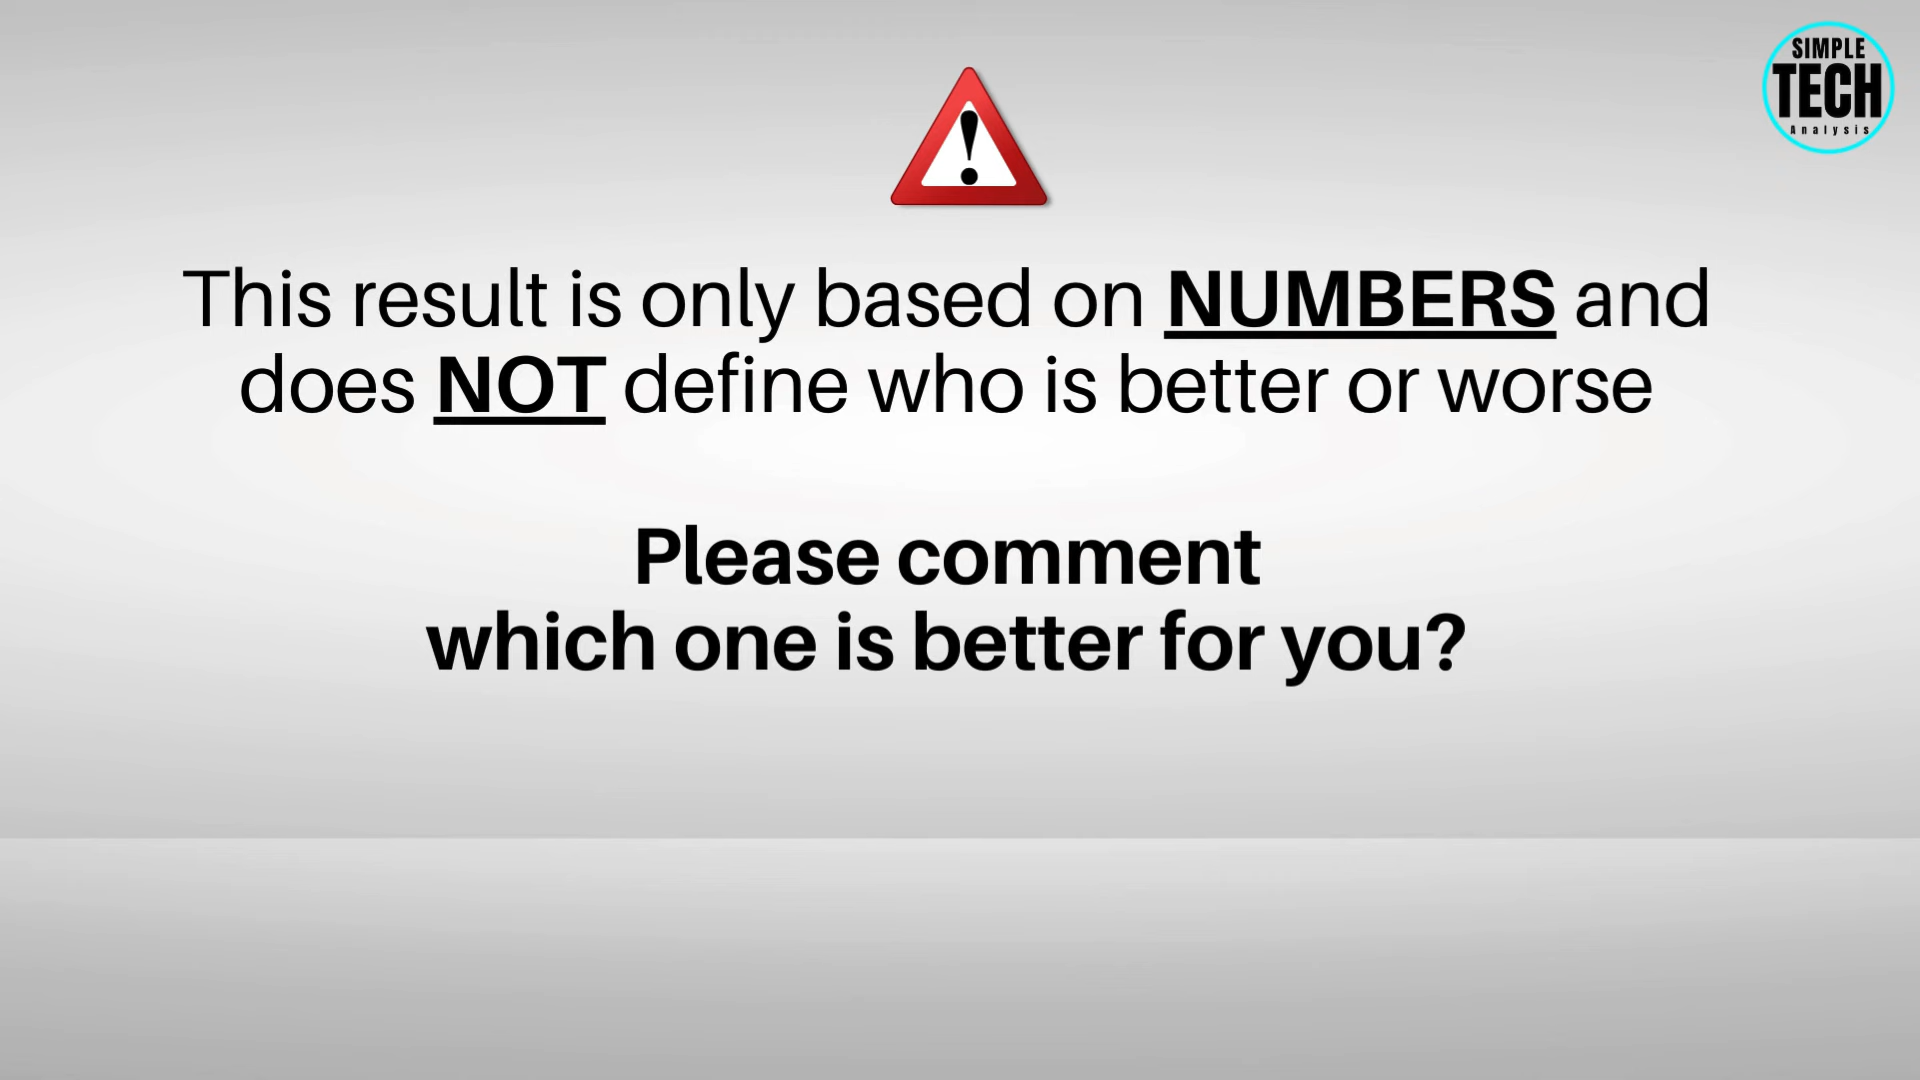 SIMPLE
TECH
Analysis
This result is only based on NUMBERS and
does NOT define who is better or worse
Please comment
which one is better for you?